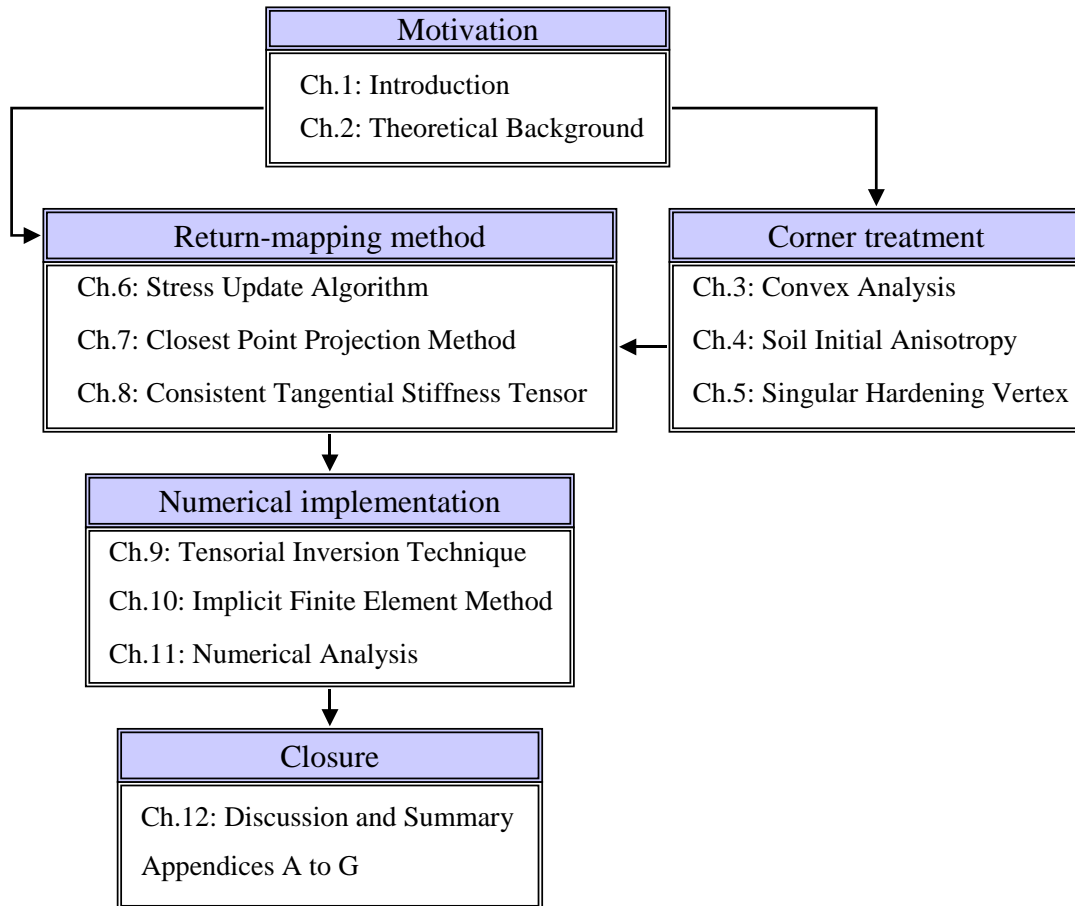 Motivation
Ch.1: Introduction
Ch.2: Theoretical Background
Return-mapping method
Ch.6: Stress Update Algorithm
Ch.7: Closest Point Projection Method
Ch.8: Consistent Tangential Stiffness Tensor
Corner treatment
Ch.3: Convex Analysis
Ch.4: Soil Initial Anisotropy
Ch.5: Singular Hardening Vertex
Numerical implementation
Ch.9: Tensorial Inversion Technique
Ch.10: Implicit Finite Element Method
Ch.11: Numerical Analysis
Closure
Ch.12: Discussion and Summary
Appendices A to G